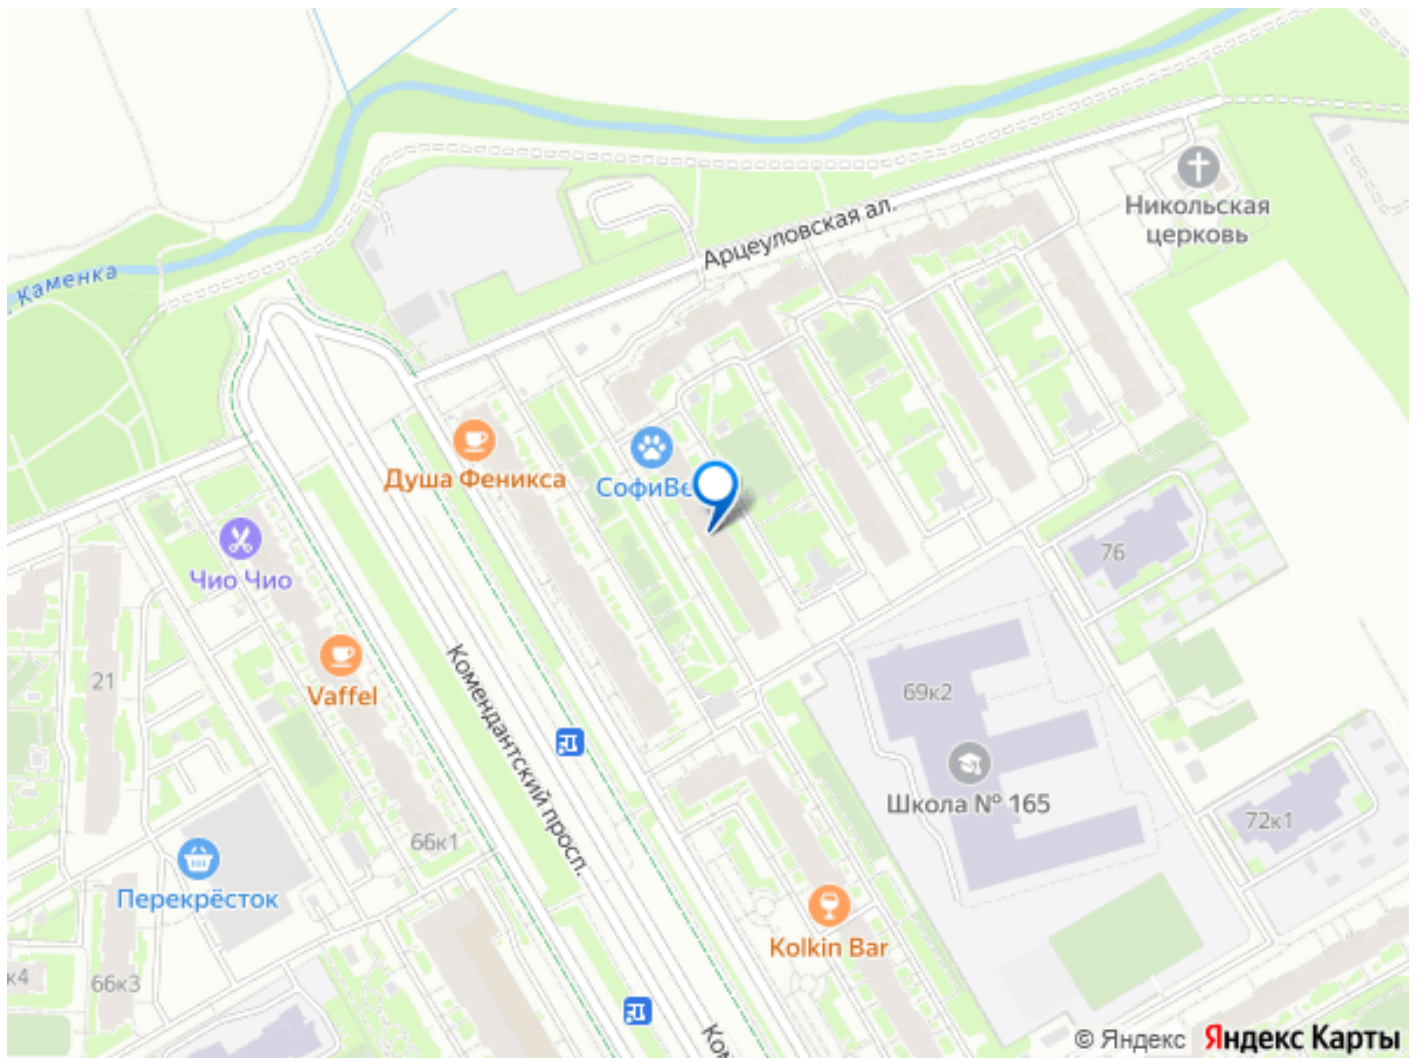 Каменка
Арцеуловская ал.
Никольская
церковь
Душа Феникса
СофиВе
Чио Чио
76
Vaffel
21
69к2
Комендантский просп.
Школа № 165
72к1
66к1
Перекрёсток
Kolkin Bar
к4
66к3
Ком
© Яндекс Яндекс Карты